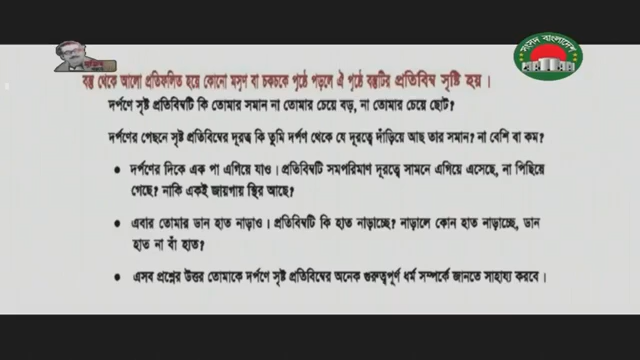 সংসদ বাংলাদেশ
বস্তু থেকে আলো প্রতিফলিত হয়ে কোনো মসৃণ বা চকচকে পৃষ্ঠে পড়লে ঐ পৃষ্ঠে বস্তুটির প্রতিবিম্ব সৃষ্টি হয়।
দর্পণে সৃষ্ট প্রতিবিম্বটি কি তোমার সমান না তোমার চেয়ে বড়, না তোমার চেয়ে ছোট?
দর্পণের পেছনে সৃষ্ট প্রতিবিম্বের দূরত্ব কি তুমি দর্পণ থেকে যে দূরত্বে দাঁড়িয়ে আছ তার সমান? না বেশি বা কম?
• দর্পণের দিকে এক পা এগিয়ে যাও। প্রতিবিম্বটি সমপরিমাণ দূরত্বে সামনে এগিয়ে এসেছে, না পিছিয়ে
গেছে? নাকি একই জায়গায় স্থির আছে?
• এবার তোমার ডান হাত নাড়াও। প্রতিবিম্বটি কি হাত নাড়াচ্ছে? নাড়ালে কোন হাত নাড়াচ্ছে, ডান
হাত না বাঁ হাত?
• এসব প্রশ্নের উত্তর তোমাকে দর্পণে সৃষ্ট প্রতিবিম্বের অনেক গুরুত্বপূর্ণ ধর্ম সম্পর্কে জানতে সাহায্য করবে।